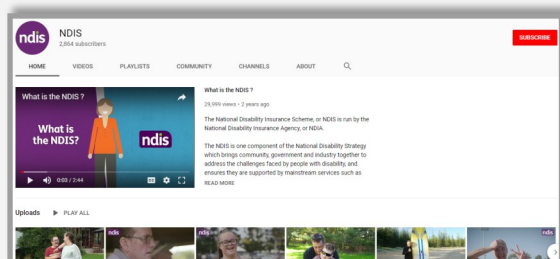 ndis
NDIS
2,864 subscribers
SUBSCRIBE
HOME VIDEOS PLAYLISTS COMMUNITY CHANNELS ABOUT
What is the NDIS ?
What is
the NDIS?
ndis
0:03 / 2:44
What is the NDIS ?
29,999 views • 2 years ago
The National Disability Insurance Scheme, or NDIS is run by the
National Disability Insurance Agency, or NDIA.
The NDIS is one component of the National Disability Strategy
which brings community, government and industry together to
address the challenges faced by people with disability, and
ensures they are supported by mainstream services such as
READ MORE
Uploads PLAY ALL
ndis
ndis
ndis